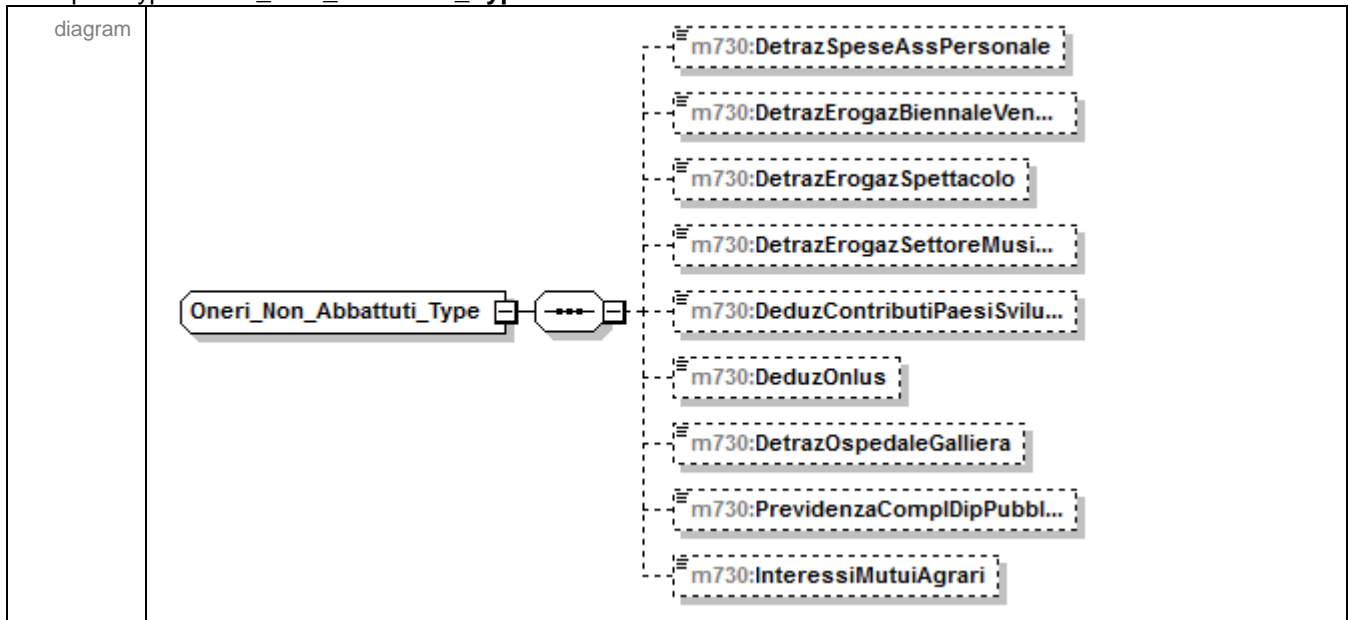 diagram
m730:DetrazSpeseAssPersonale
m730:DetrazErogazBiennaleVen...
m730:DetrazErogazSpettacolo
m730:DetrazErogazSettoreMusi...
Oneri_Non_Abbattuti_Type
m730:DeduzContributiPaesiSvilu...
m730:DeduzOnlus
m730:DetrazOspedaleGalliera
m730:PrevidenzaComplDipPubbl...
m730:InteressiMutuiAgrari